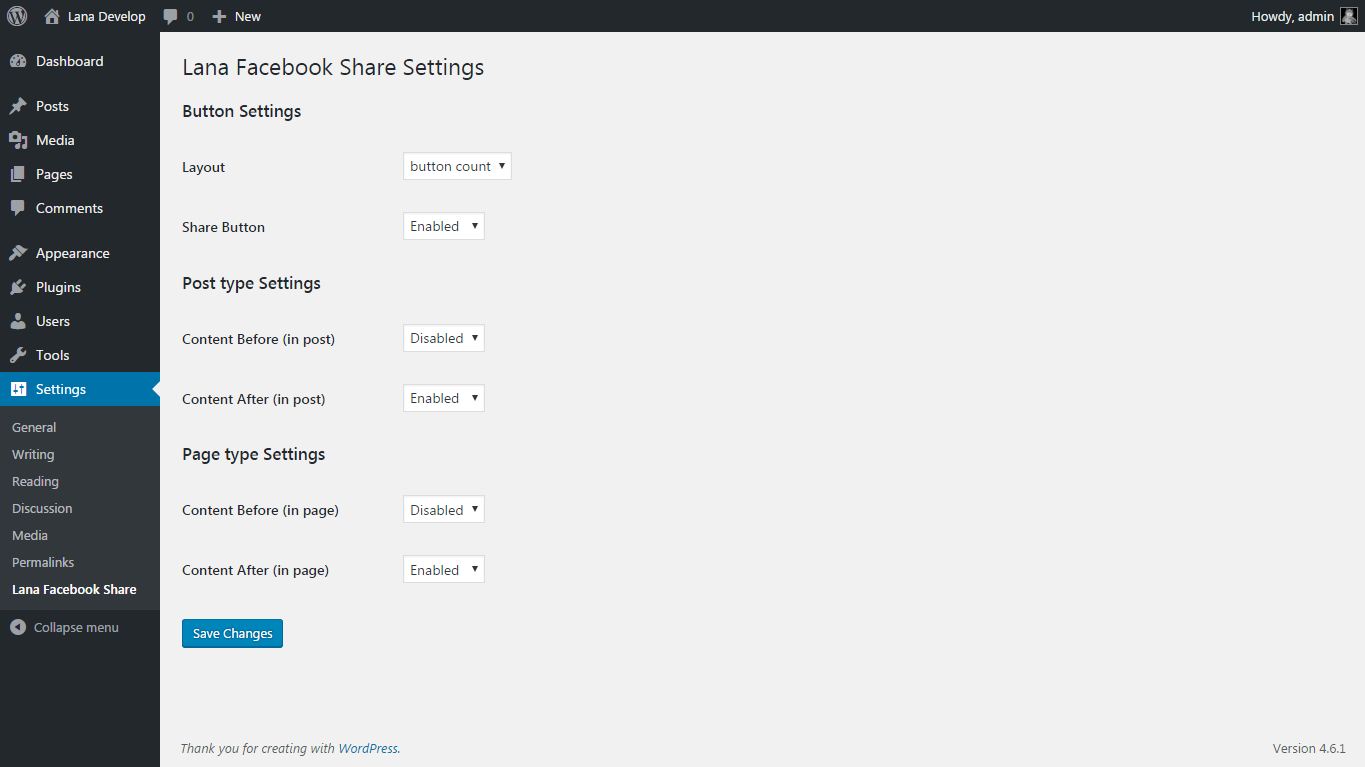 Lana Develop 0 New Howdy, admin
Dashboard
Posts
Media
Pages
Comments
Appearance
Plugins
Users
Tools
Settings
General
Writing
Reading
Discussion
Media
Permalinks
Lana Facebook Share
Collapse menu
Lana Facebook Share Settings
Button Settings
Layout button count
Share Button Enabled
Post type Settings
Content Before (in post) Disabled
Content After (in post) Enabled
Page type Settings
Content Before (in page) Disabled
Content After (in page) Enabled
Save Changes
Thank you for creating with WordPress. Version 4.6.1